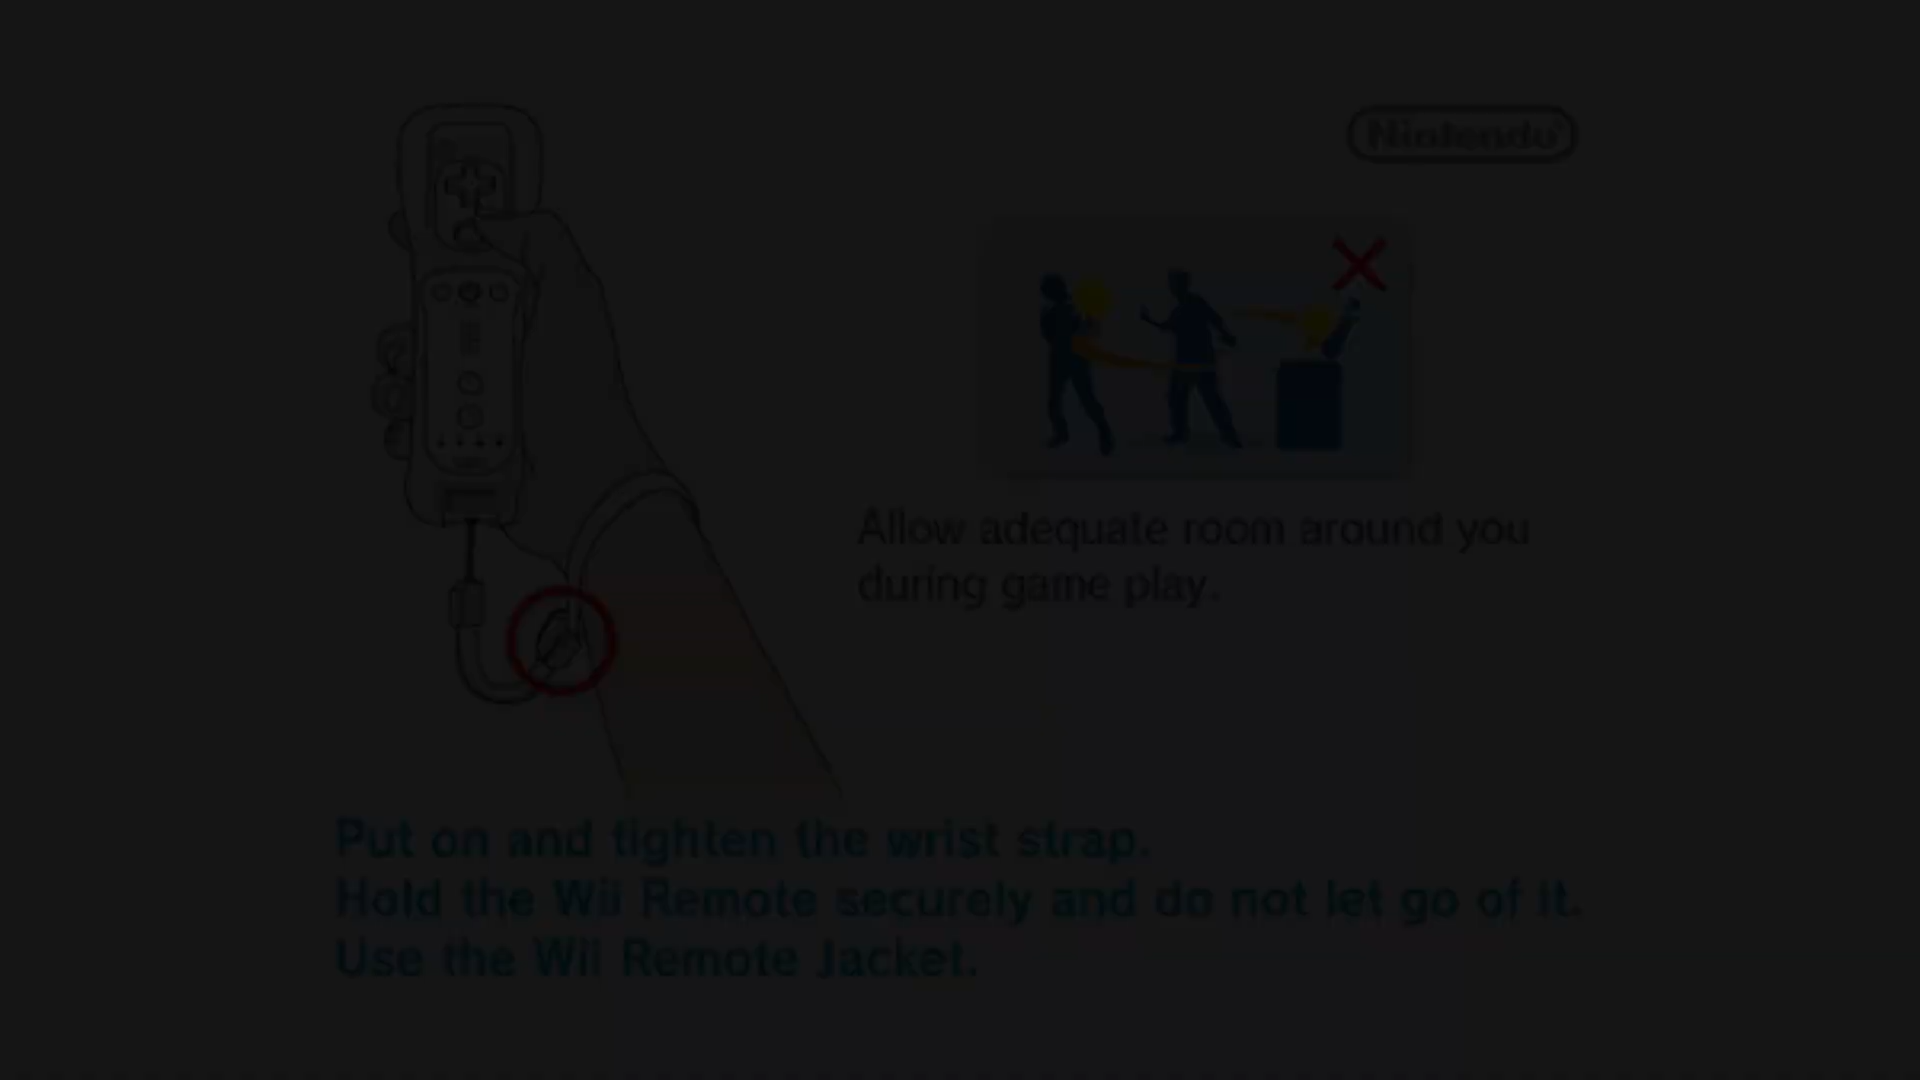 Nintendo
Allow adequate room around you
during game play.
Put on and tighten the wrist strap.
Hold the Wii Remote securely and do not let go of it.
Use the Wii Remote Jacket.